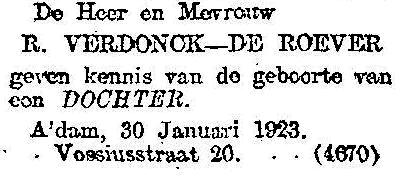 De Heer en Mevrouw
R. VERDONCK—DE ROEVER
geven kennis van de geboorte van
een DOCHTER.
A'dam, 30 Januari 1923.
Vossiusstraat 20. (4670)